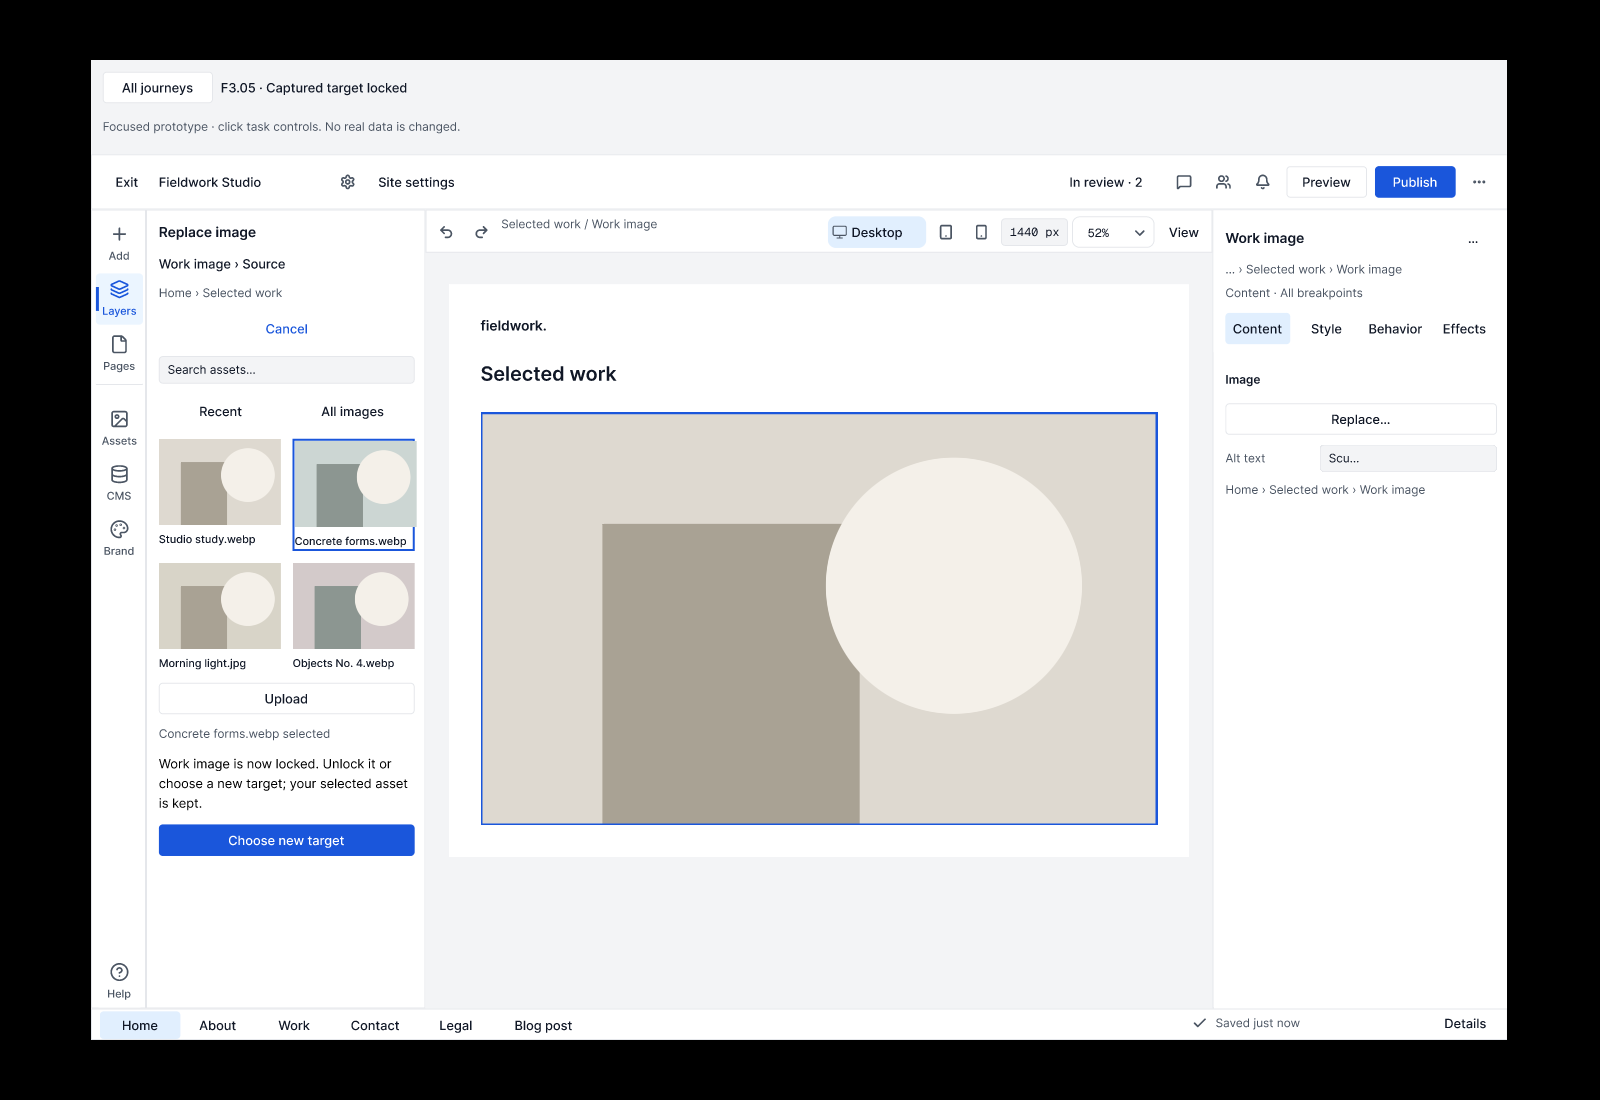 All journeys
F3.05 · Captured target locked
Focused prototype · click task controls. No real data is changed.
Exit
Fieldwork Studio
Site settings
In review · 2
Preview
Publish
Add
Layers
Pages
Assets
CMS
Brand
Help
Replace image
Work image › Source
Home › Selected work
Cancel
Search assets...
Recent
All images
Studio study.webp
Concrete forms.webp
Morning light.jpg
Objects No. 4.webp
Upload
Concrete forms.webp selected
Work image is now locked. Unlock it or
choose a new target; your selected asset
is kept.
Choose new target
Selected work / Work image
Desktop
1440 px
52%
View
fieldwork.
Selected work
Work image
...
... › Selected work › Work image
Content · All breakpoints
Content
Style
Behavior
Effects
Image
Replace...
Alt text
Scu...
Home › Selected work › Work image
Home
About
Work
Contact
Legal
Blog post
Saved just now
Details